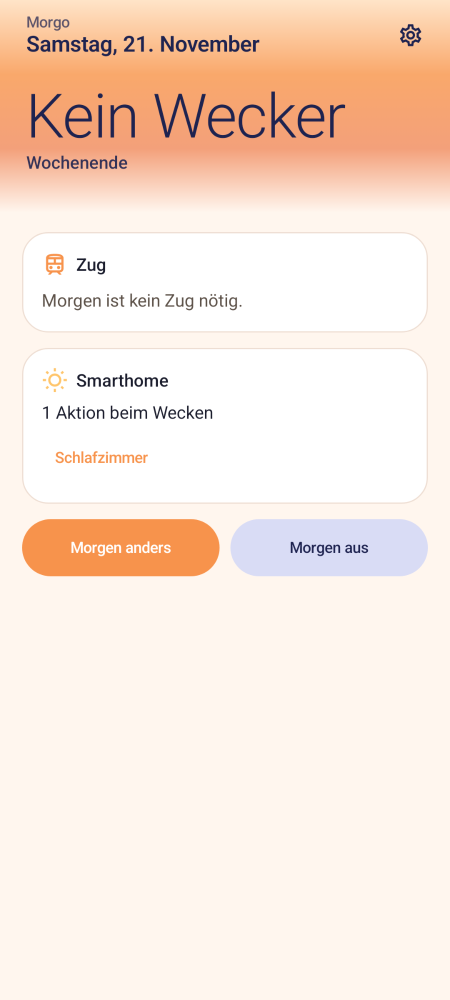 Morgo
Samstag, 21. November
Kein Wecker
Wochenende
Zug
Morgen ist kein Zug nötig.
Smarthome
1 Aktion beim Wecken
Schlafzimmer
Morgen anders
Morgen aus